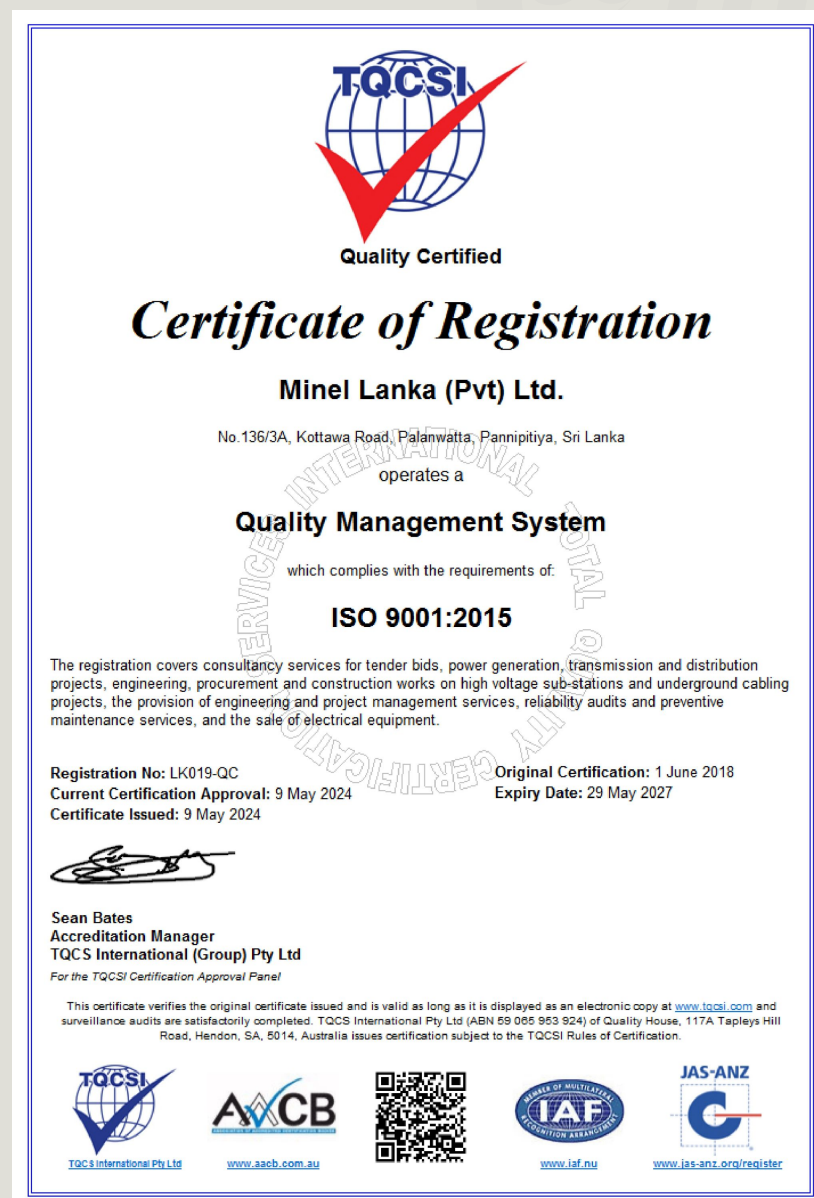 TQCSI
Quality Certified
Certificate of Registration
Minel Lanka (Pvt) Ltd.
No.136/3A, Kottawa Road, Palanwatta, Pannipitiya, Sri Lanka
operates a
Quality Management System
which complies with the requirements of:
ISO 9001:2015
TOTAL QUALITY CERTIFICATION SERVICES INTERNATIONAL
The registration covers consultancy services for tender bids, power generation, transmission and distribution
projects, engineering, procurement and construction works on high voltage sub-stations and underground cabling
projects, the provision of engineering and project management services, reliability audits and preventive
maintenance services, and the sale of electrical equipment.
Registration No: LK019-QC
Current Certification Approval: 9 May 2024
Certificate Issued: 9 May 2024
Original Certification: 1 June 2018
Expiry Date: 29 May 2027
Sean Bates
Accreditation Manager
TQCS International (Group) Pty Ltd
For the TQCSI Certification Approval Panel
This certificate verifies the original certificate issued and is valid as long as it is displayed as an electronic copy at www.tqcsi.com and
surveillance audits are satisfactorily completed. TQCS International Pty Ltd (ABN 59 065 953 924) of Quality House, 117A Tapleys Hill
Road, Hendon, SA, 5014, Australia issues certification subject to the TQCSI Rules of Certification.
TQCSI
TQCS International Pty Ltd
AACB
www.aacb.com.au
MEMBER OF MULTILATERAL
IAF
RECOGNITION ARRANGEMENT
www.iaf.nu
JAS-ANZ
www.jas-anz.org/register